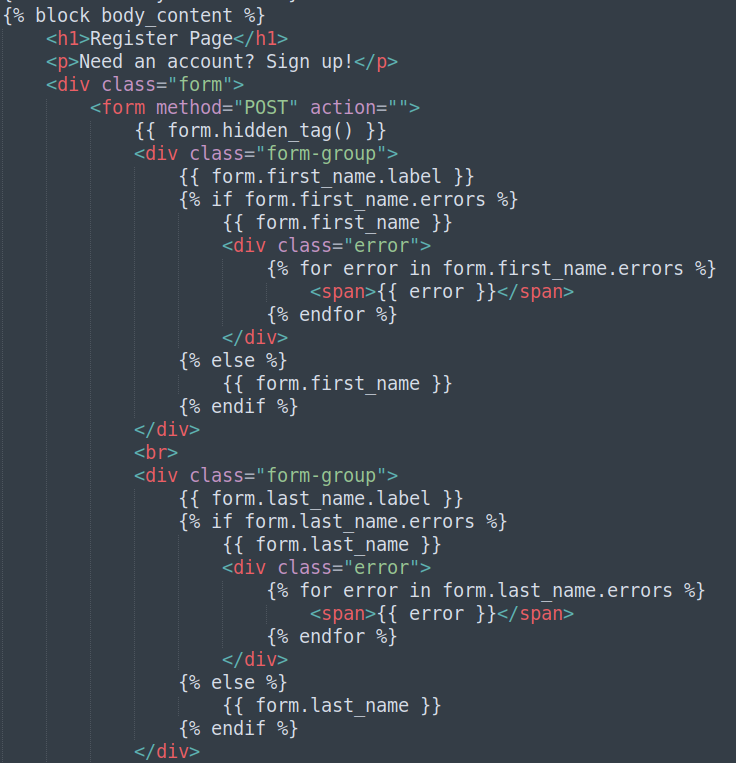 {% block body_content %}
    <h1>Register Page</h1>
    <p>Need an account? Sign up!</p>
    <div class="form">
        <form method="POST" action="">
            {{ form.hidden_tag() }}
            <div class="form-group">
                {{ form.first_name.label }}
                {% if form.first_name.errors %}
                    {{ form.first_name }}
                    <div class="error">
                        {% for error in form.first_name.errors %}
                            <span>{{ error }}</span>
                        {% endfor %}
                    </div>
                {% else %}
                    {{ form.first_name }}
                {% endif %}
            </div>
            <br>
            <div class="form-group">
                {{ form.last_name.label }}
                {% if form.last_name.errors %}
                    {{ form.last_name }}
                    <div class="error">
                        {% for error in form.last_name.errors %}
                            <span>{{ error }}</span>
                        {% endfor %}
                    </div>
                {% else %}
                    {{ form.last_name }}
                {% endif %}
            </div>